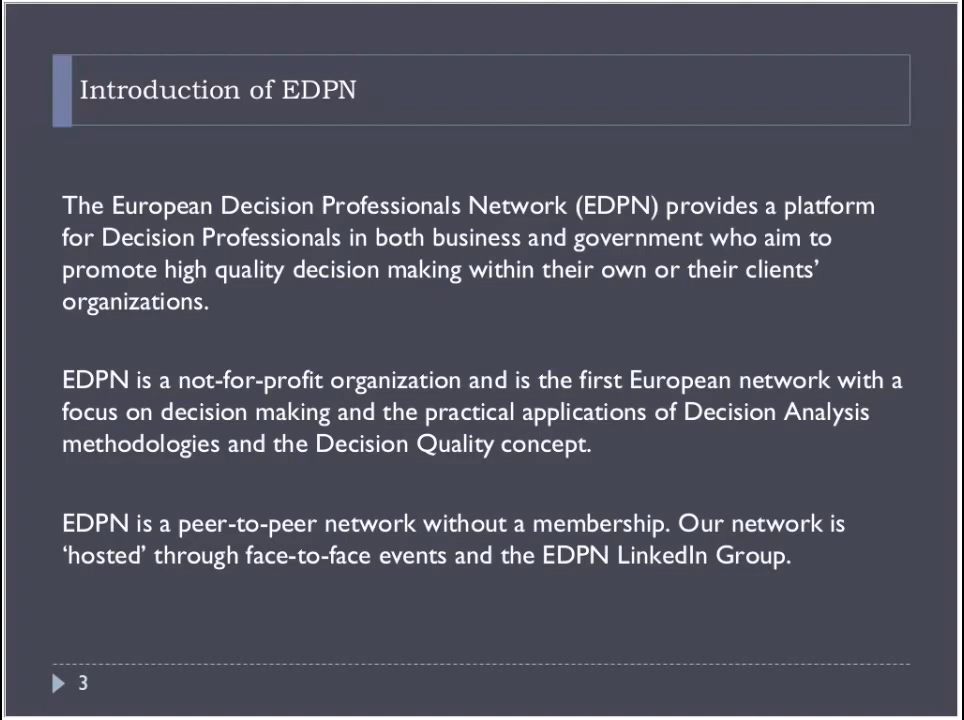 Introduction of EDPN
The European Decision Professionals Network (EDPN) provides a platform
for Decision Professionals in both business and government who aim to
promote high quality decision making within their own or their clients’
organizations.
EDPN is a not-for-profit organization and is the first European network with a
focus on decision making and the practical applications of Decision Analysis
methodologies and the Decision Quality concept.
EDPN is a peer-to-peer network without a membership. Our network is
‘hosted’ through face-to-face events and the EDPN LinkedIn Group.
3